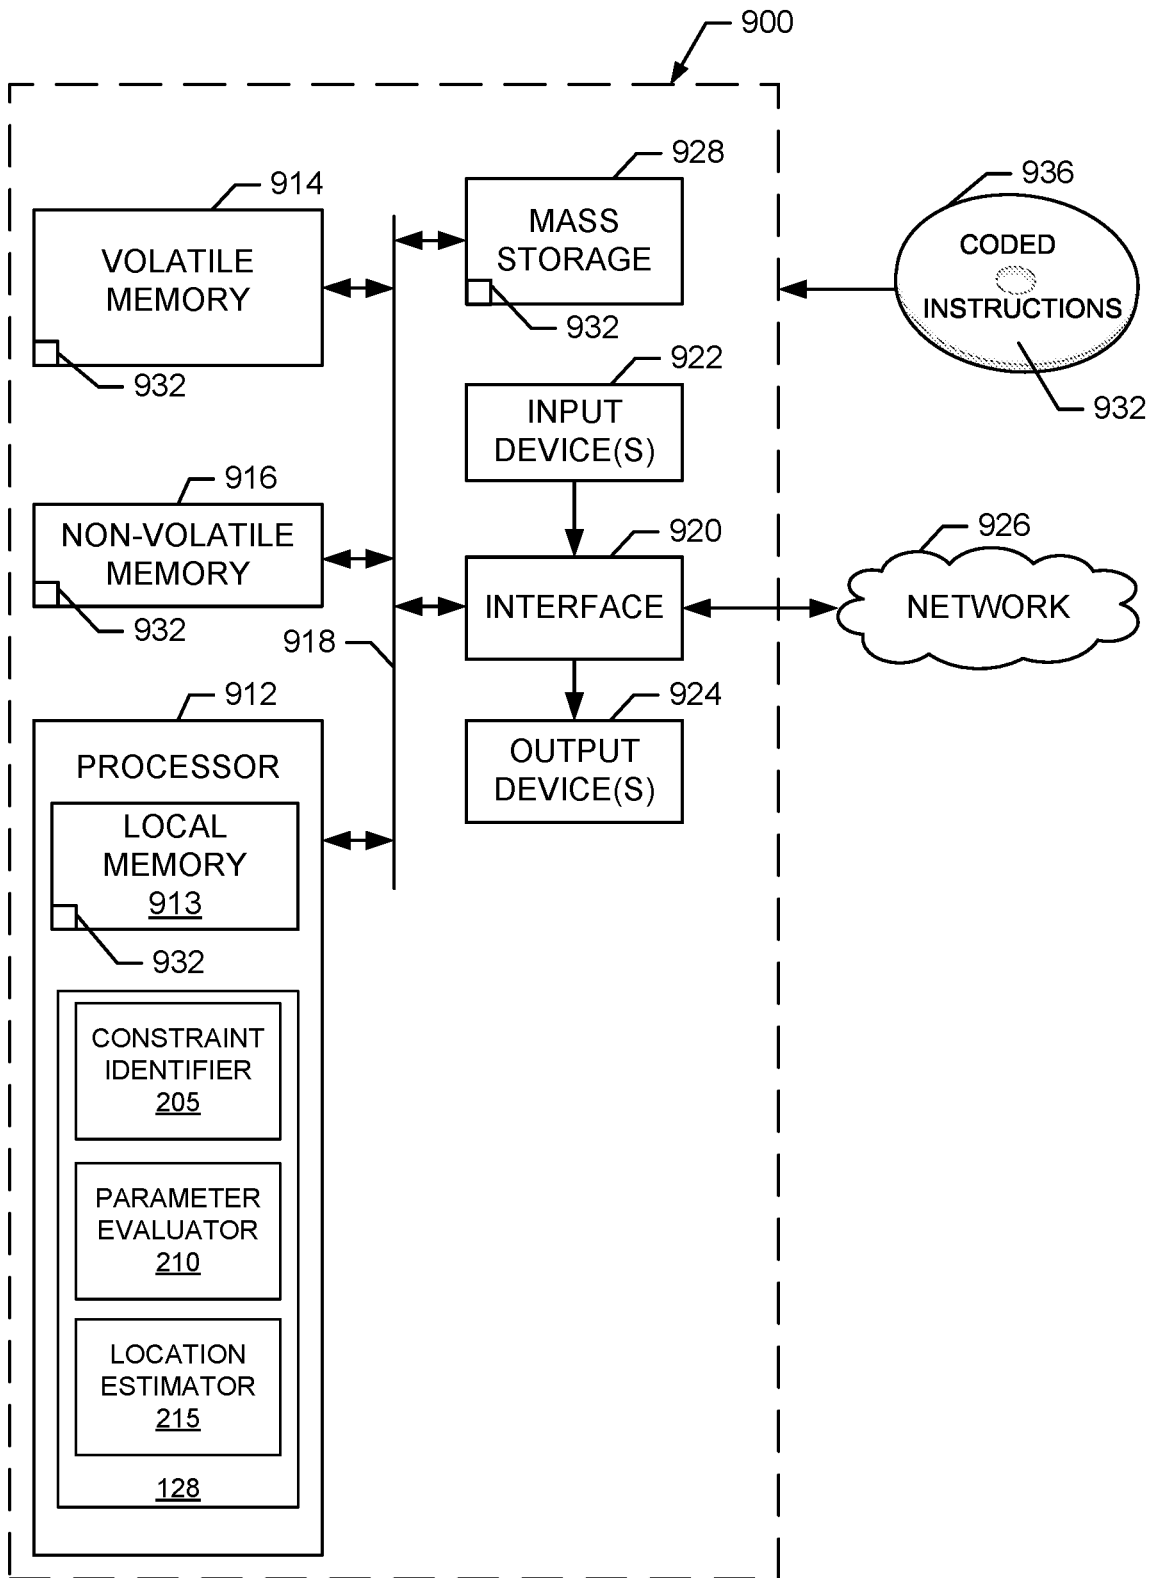 900
914
VOLATILE
MEMORY
932
928
MASS
STORAGE
932
936
CODED
INSTRUCTIONS
932
922
INPUT
DEVICE(S)
916
NON-VOLATILE
MEMORY
932
918
920
INTERFACE
926
NETWORK
924
OUTPUT
DEVICE(S)
912
PROCESSOR
LOCAL
MEMORY
913
932
CONSTRAINT
IDENTIFIER
205
PARAMETER
EVALUATOR
210
LOCATION
ESTIMATOR
215
128